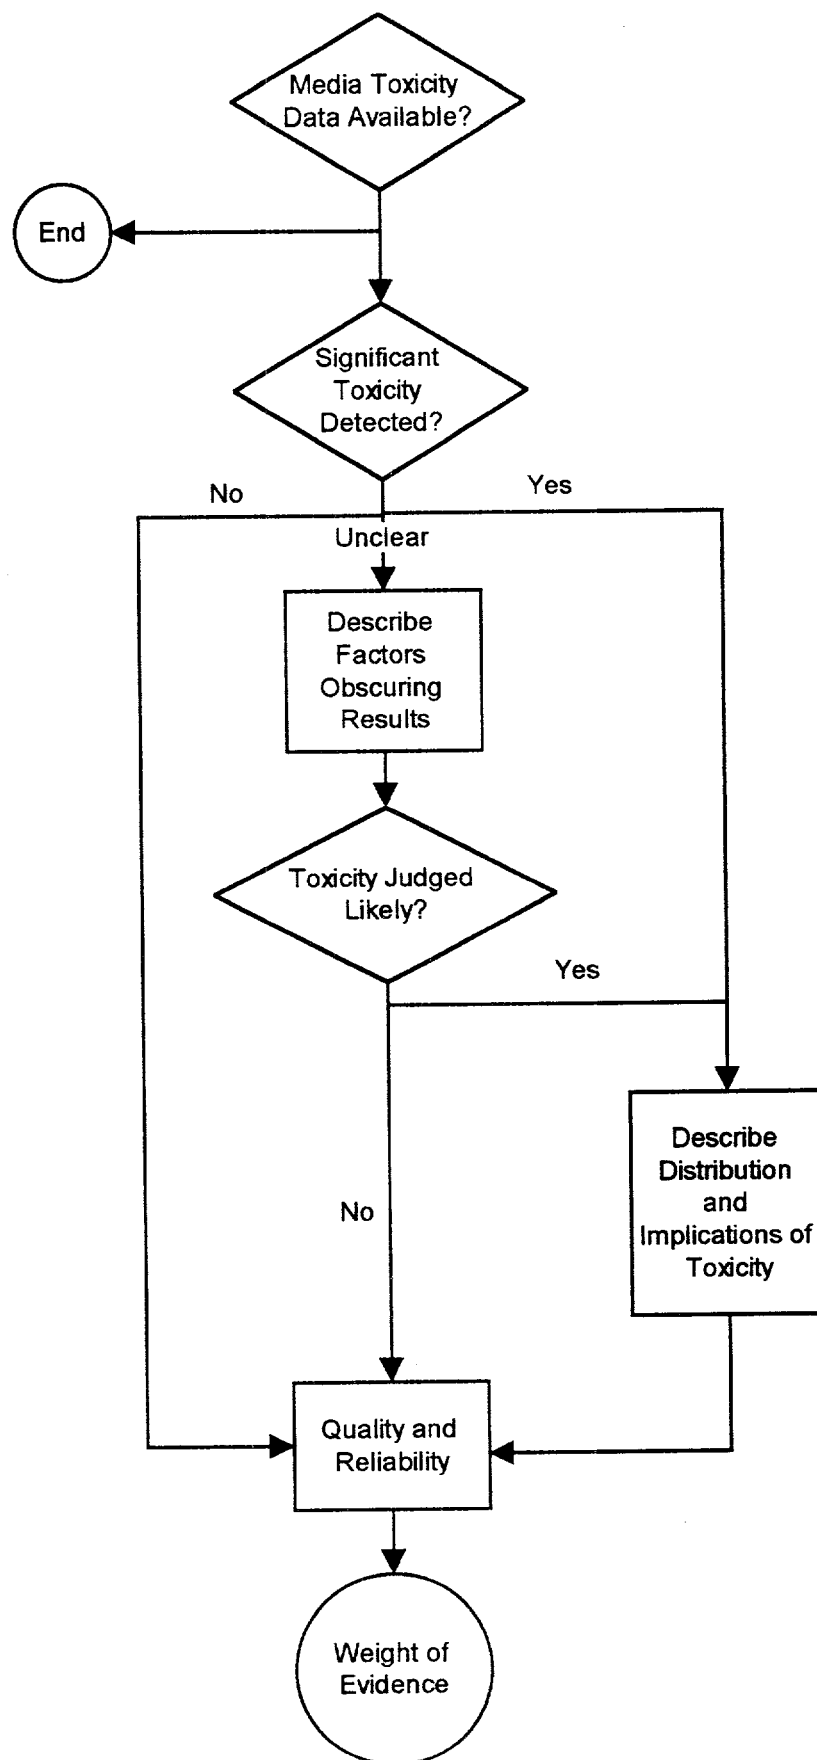 Media Toxicity
Data Available?
End
Significant
Toxicity
Detected?
No
Yes
Unclear
Describe
Factors
Obscuring
Results
Toxicity Judged
Likely?
Yes
Describe
Distribution
and
Implications of
Toxicity
No
Quality and
Reliability
Weight of
Evidence